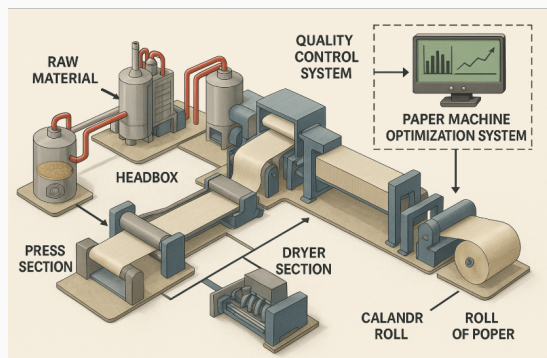 RAW
MATERIAL
QUALITY
CONTROL
SYSTEM
PAPER MACHINE
OPTIMIZATION SYSTEM
HEADBOX
PRESS
SECTION
DRYER
SECTION
CALANDR
ROLL
ROLL
OF POPER